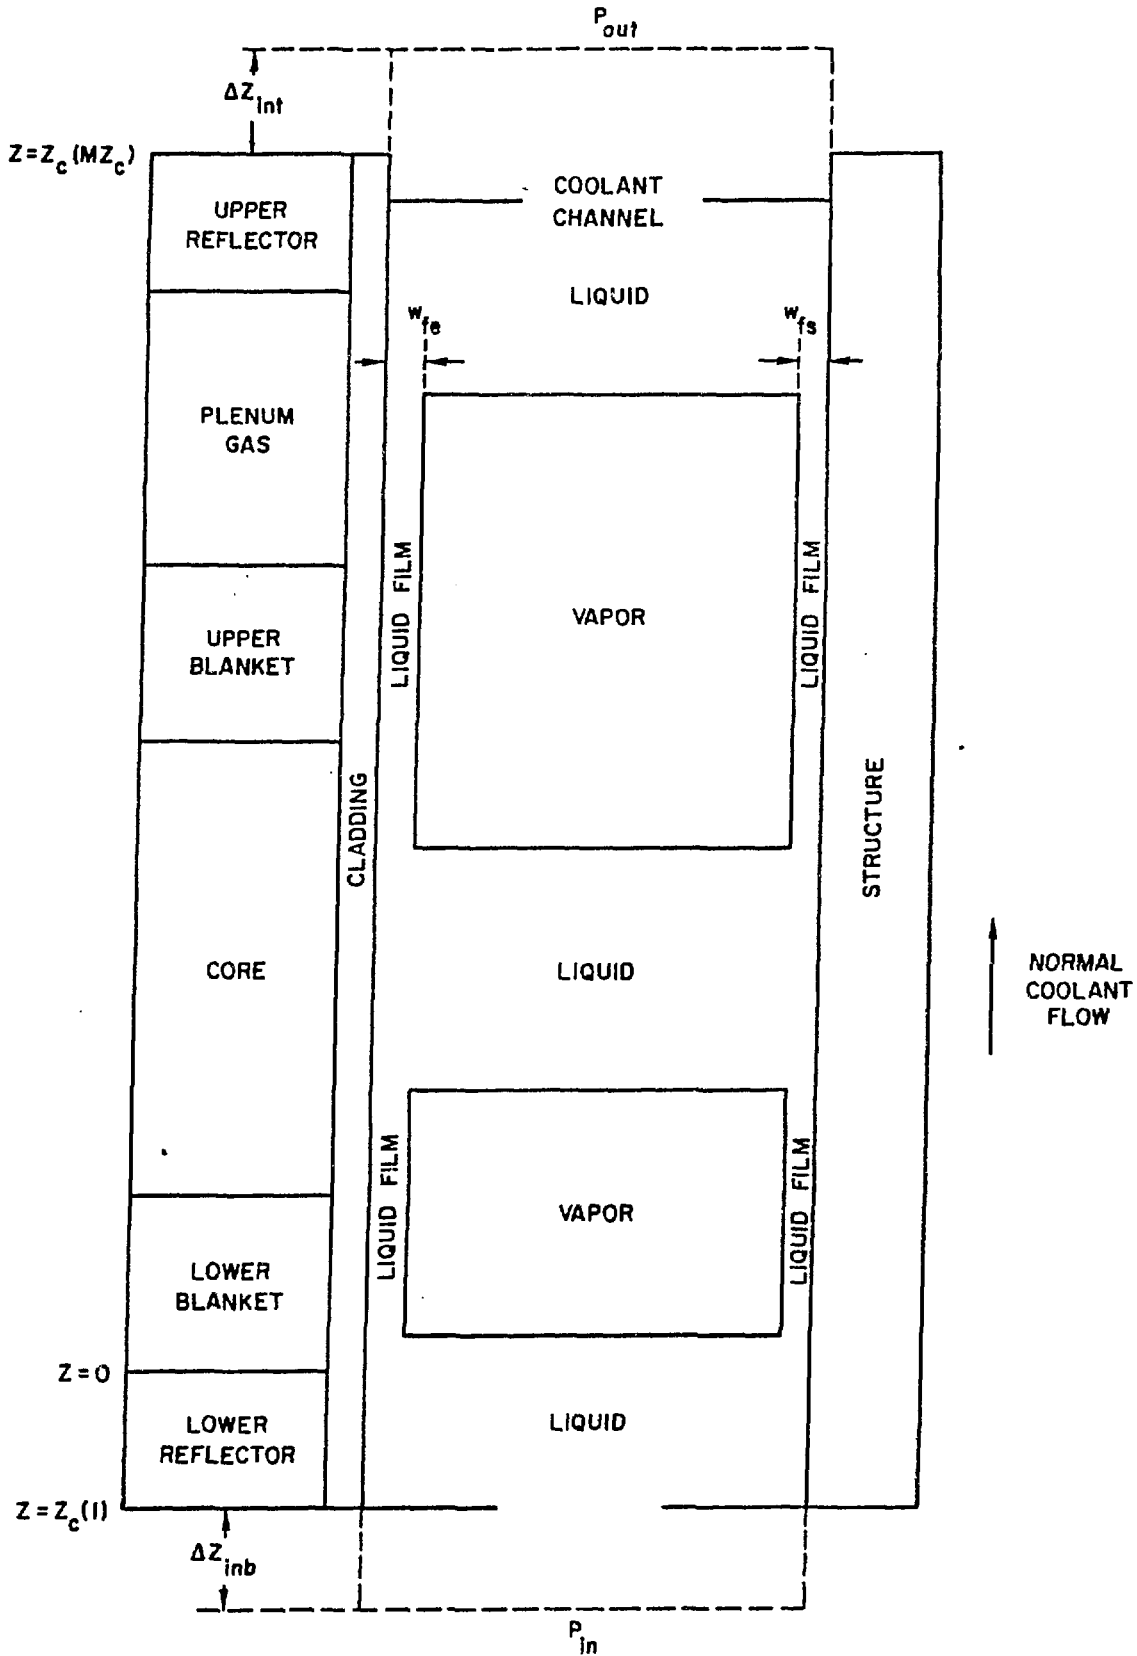 P_out
ΔZ_int
Z=Z_c(MZ_c)
UPPER
REFLECTOR
COOLANT
CHANNEL
LIQUID
w_fe
w_fs
PLENUM
GAS
LIQUID FILM
VAPOR
LIQUID FILM
UPPER
BLANKET
CLADDING
STRUCTURE
CORE
LIQUID
NORMAL
COOLANT
FLOW
LIQUID FILM
VAPOR
LIQUID FILM
LOWER
BLANKET
Z=0
LOWER
REFLECTOR
LIQUID
Z=Z_c(1)
ΔZ_inb
P_in